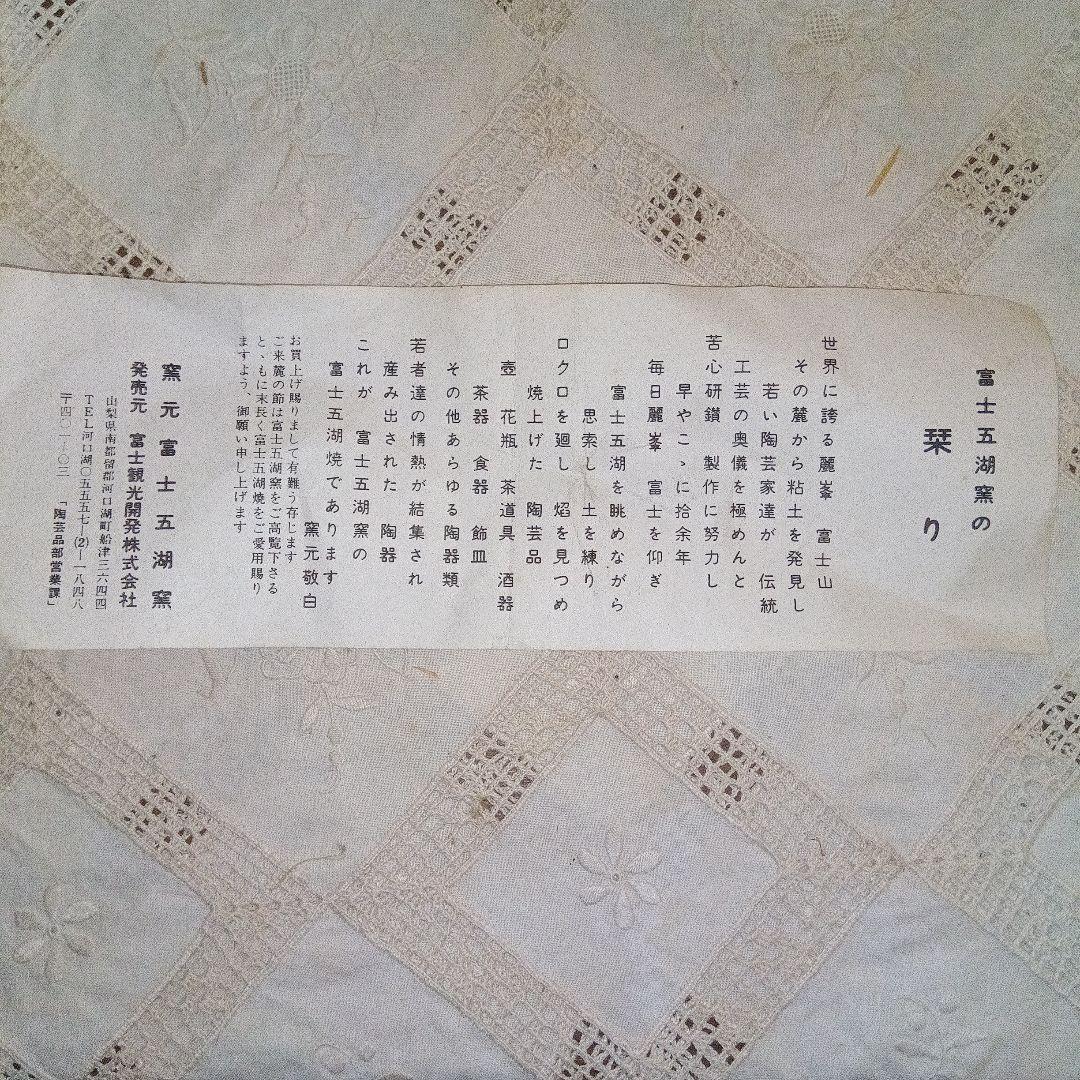 富士五湖窯の
栞り
世界に誇る麗峯　富士山
その麓から粘土を発見し
若い陶芸家達が　伝統
工芸の奥儀を極めんと
苦心研鑚　製作に努力し
早やこゝに拾余年
毎日麗峯　富士を仰ぎ
富士五湖を眺めながら
思索し　土を練り
ロクロを廻し　焰を見つめ
焼上げた　陶芸品
壺　花瓶　茶道具　酒器
茶器　食器　飾皿
その他あらゆる陶器類
若者達の情熱が結集され
産み出された　陶器
これが　富士五湖窯の
富士五湖焼であります
窯元敬白
お買上げ賜りまして有難う存じます
ご来麓の節は富士五湖窯をご高覧下さる
と、もに末長く富士五湖焼をご愛用賜り
ますよう、御願い申し上げます
窯元　富士五湖窯
発売元　富士観光開発株式会社
山梨県南都留郡河口湖町船津三六四四
TEL河口湖〇五五五七―(2)―一八四八
〒四〇一―〇三　「陶芸品部営業課」